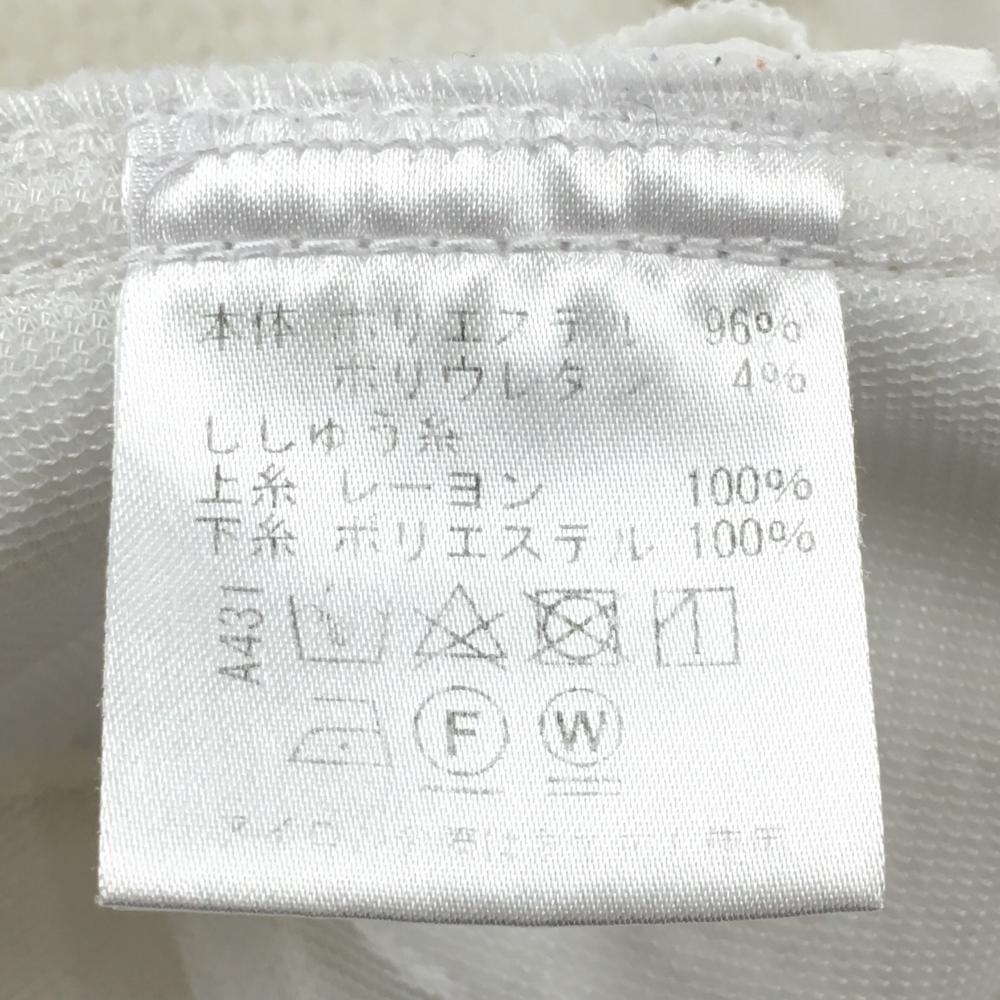 本体 ポリエステル 96%
ポリウレタン 4%
ししゅう糸
上糸 レーヨン 100%
下糸 ポリエステル 100%
A431
F W